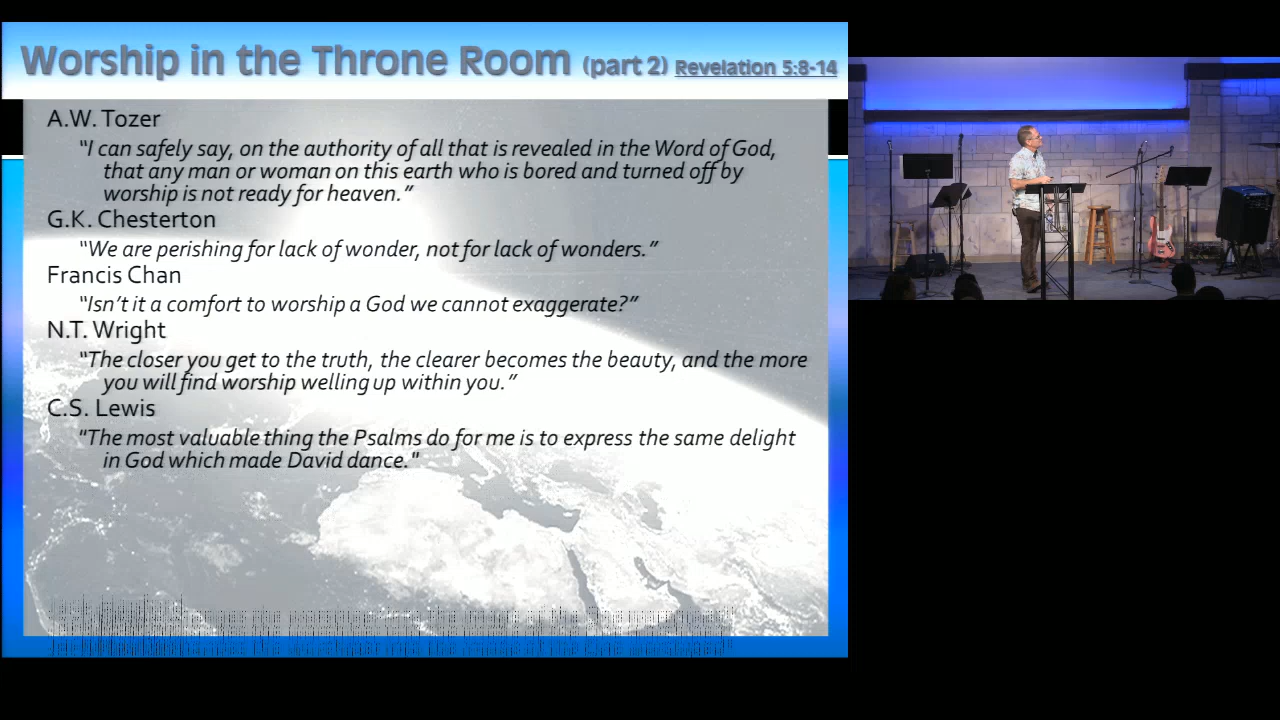 Worship in the Throne Room (part 2) Revelation 5:8-14
A.W. Tozer
“I can safely say, on the authority of all that is revealed in the Word of God,
that any man or woman on this earth who is bored and turned off by
worship is not ready for heaven.”
G.K. Chesterton
“We are perishing for lack of wonder, not for lack of wonders.”
Francis Chan
“Isn’t it a comfort to worship a God we cannot exaggerate?”
N.T. Wright
“The closer you get to the truth, the clearer becomes the beauty, and the more
you will find worship welling up within you.”
C.S. Lewis
"The most valuable thing the Psalms do for me is to express the same delight
in God which made David dance."